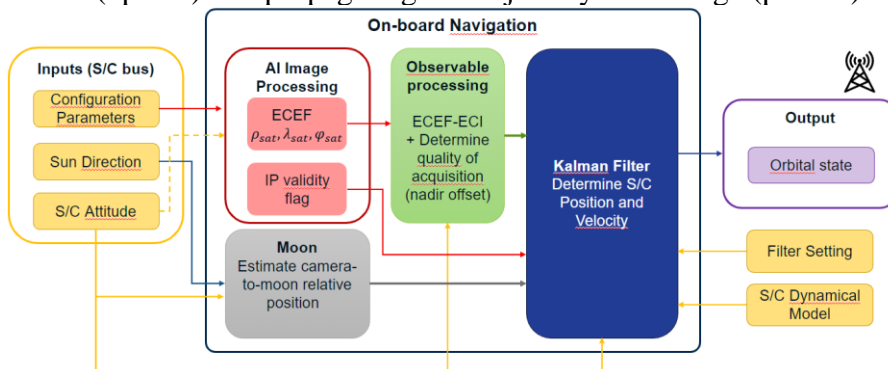 On-board Navigation
Inputs (S/C bus)
Configuration
Parameters
Sun Direction
S/C Attitude
AI Image
Processing
ECEF
ρsat, λsat, φsat
IP validity
flag
Moon
Estimate camera-
to-moon relative
position
Observable
processing
ECEF-ECI
+ Determine
quality of
acquisition
(nadir offset)
Kalman Filter
Determine S/C
Position and
Velocity
Output
Orbital state
Filter Setting
S/C Dynamical
Model